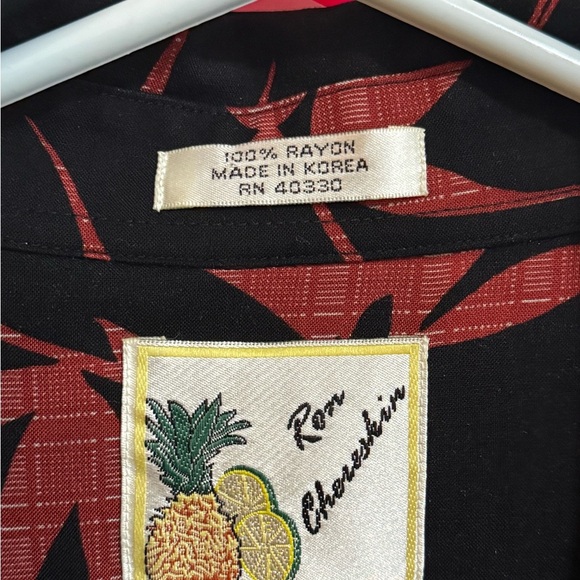 100% RAYON
MADE IN KOREA
RN 40330
Ron
Chereskin